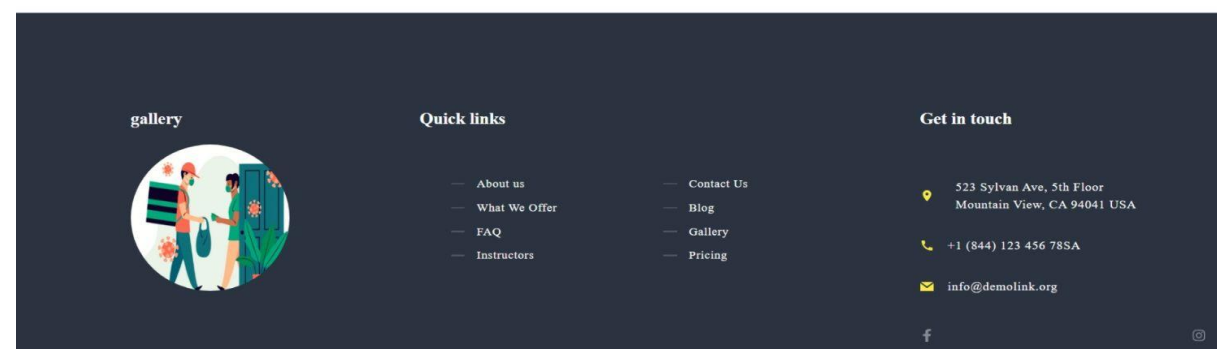 gallery
Quick links
About us
What We Offer
FAQ
Instructors
Contact Us
Blog
Gallery
Pricing
Get in touch
523 Sylvan Ave, 5th Floor
Mountain View, CA 94041 USA
+1 (844) 123 456 78SA
info@demolink.org